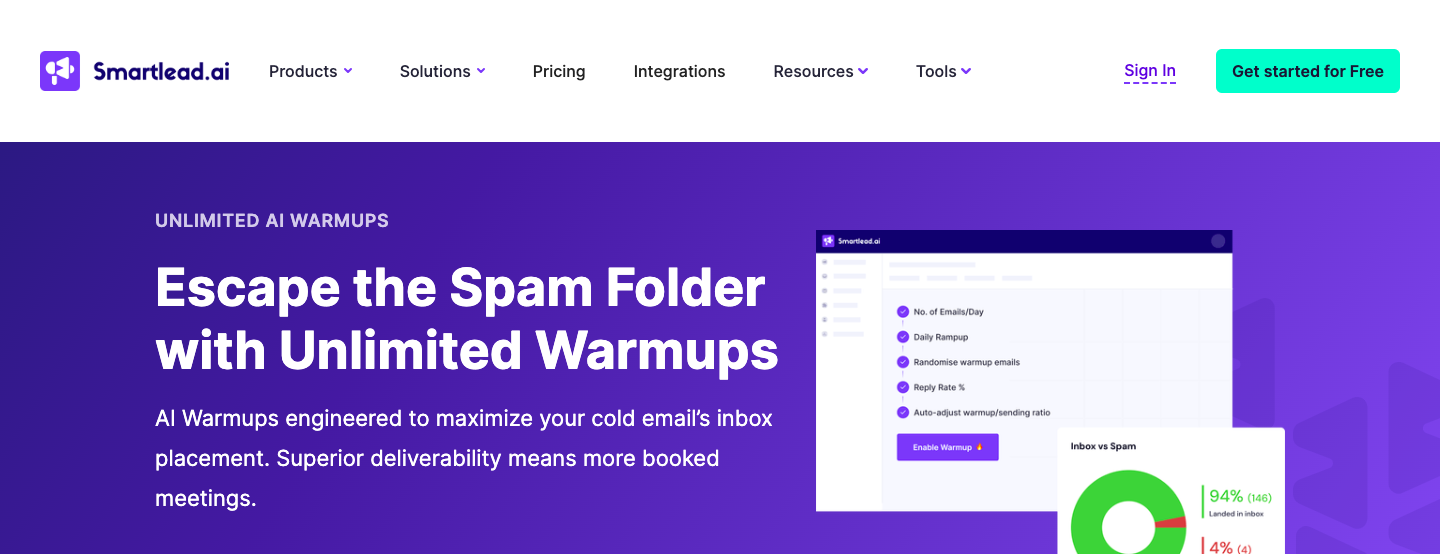 Smartlead.ai
Products
Solutions
Pricing
Integrations
Resources
Tools
Sign In
Get started for Free
UNLIMITED AI WARMUPS
Escape the Spam Folder
with Unlimited Warmups
AI Warmups engineered to maximize your cold email’s inbox
placement. Superior deliverability means more booked
meetings.
Smartlead.ai
No. of Emails/Day
Daily Rampup
Randomise warmup emails
Reply Rate %
Auto-adjust warmup/sending ratio
Enable Warmup 🔥
Inbox vs Spam
94% (146)
Landed in inbox
4% (4)